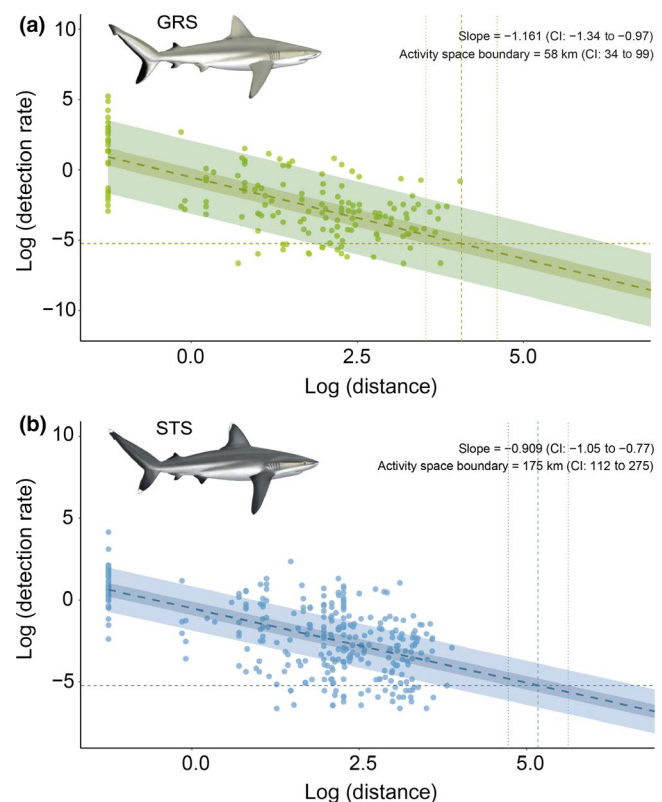 (a)
GRS
Slope = −1.161 (CI: −1.34 to −0.97)
Activity space boundary = 58 km (CI: 34 to 99)
10
5
0
−5
−10
Log (detection rate)
0.0 2.5 5.0
Log (distance)
(b)
STS
Slope = −0.909 (CI: −1.05 to −0.77)
Activity space boundary = 175 km (CI: 112 to 275)
10
5
0
−5
Log (detection rate)
0.0 2.5 5.0
Log (distance)